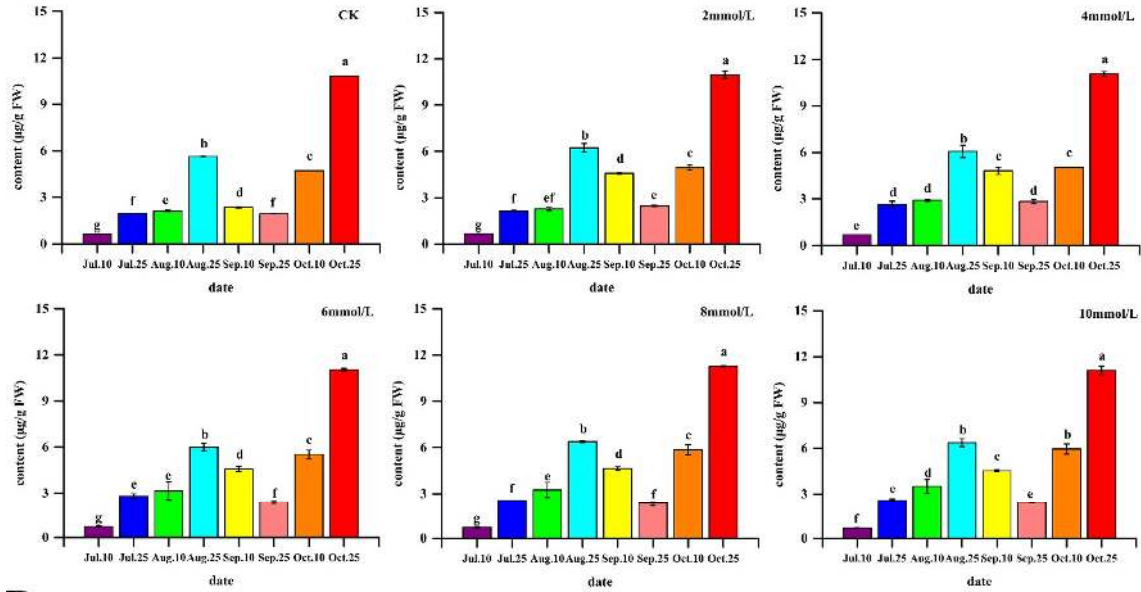 CK
content (μg/g FW)
15
12
9
6
3
0
g
f
e
b
d
f
c
a
Jul.10 Jul.25 Aug.10 Aug.25 Sep.10 Sep.25 Oct.10 Oct.25
date
2mmol/L
content (μg/g FW)
15
12
9
6
3
0
g
f
ef
b
d
e
c
a
Jul.10 Jul.25 Aug.10 Aug.25 Sep.10 Sep.25 Oct.10 Oct.25
date
4mmol/L
content (μg/g FW)
15
12
9
6
3
0
e
d
d
b
c
d
c
a
Jul.10 Jul.25 Aug.10 Aug.25 Sep.10 Sep.25 Oct.10 Oct.25
date
6mmol/L
content (μg/g FW)
15
12
9
6
3
0
g
e
e
b
d
f
c
a
Jul.10 Jul.25 Aug.10 Aug.25 Sep.10 Sep.25 Oct.10 Oct.25
date
8mmol/L
content (μg/g FW)
15
12
9
6
3
0
g
f
e
b
d
f
c
a
Jul.10 Jul.25 Aug.10 Aug.25 Sep.10 Sep.25 Oct.10 Oct.25
date
10mmol/L
content (μg/g FW)
15
12
9
6
3
0
f
e
d
b
c
e
b
a
Jul.10 Jul.25 Aug.10 Aug.25 Sep.10 Sep.25 Oct.10 Oct.25
date